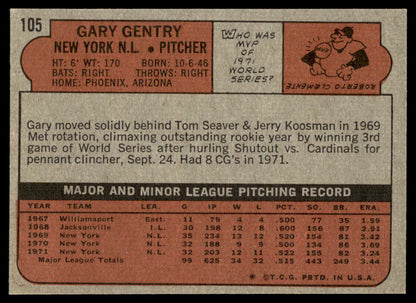 105
GARY GENTRY
NEW YORK N.L. • PITCHER
HT: 6' WT: 170 BORN: 10-6-46
BATS: RIGHT THROWS: RIGHT
HOME: PHOENIX, ARIZONA
WHO WAS
MVP
OF
1971
WORLD
SERIES?
MVP
ROBERTO CLEMENTE
Gary moved solidly behind Tom Seaver & Jerry Koosman in 1969
Met rotation, climaxing outstanding rookie year by winning 3rd
game of World Series after hurling Shutout vs. Cardinals for
pennant clincher, Sept. 24. Had 8 CG's in 1971.
MAJOR AND MINOR LEAGUE PITCHING RECORD
YEAR TEAM LEA. G IP W L PCT. SO BB. ERA.
1967 Williamsport East. 11 79 4 4 .500 77 35 1.59
1968 Jacksonville I.L. 30 198 12 8 .600 156 87 2.91
1969 New York N.L. 35 234 13 12 .520 154 81 3.42
1970 New York N.L. 32 188 9 9 .500 134 86 3.69
1971 New York N.L. 32 203 12 11 .522 155 82 3.24
Major League Totals 99 625 34 32 .515 443 249 3.44
* © T.C.G. PRTD. IN U.S.A.